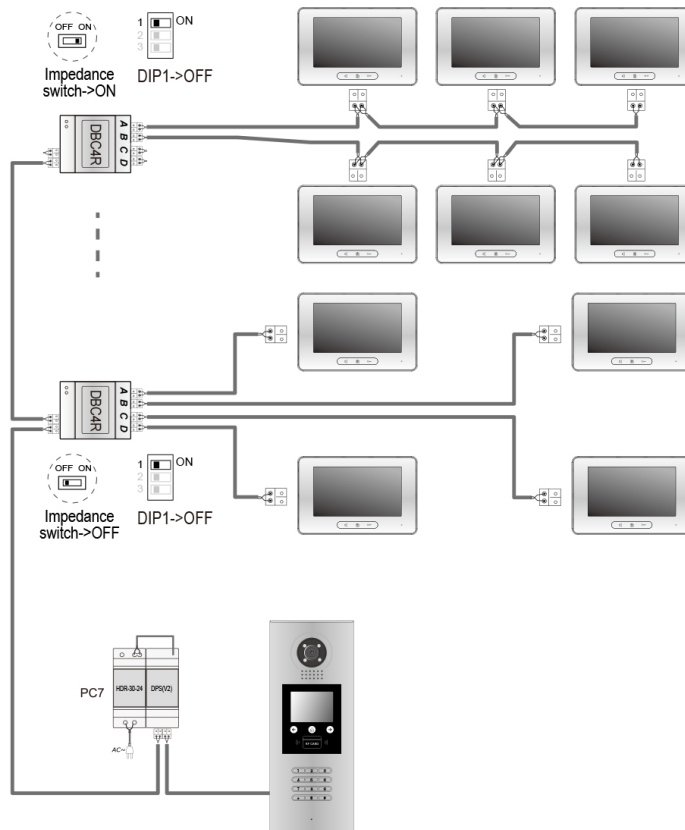 OFF ON
1 ON
2
3
Impedance
switch->ON
DIP1->OFF
DBC4R
A B C D
DBC4R
A B C D
OFF ON
1 ON
2
3
Impedance
switch->OFF
DIP1->OFF
PC7
HDR-30-24
DPS(V2)
AC~